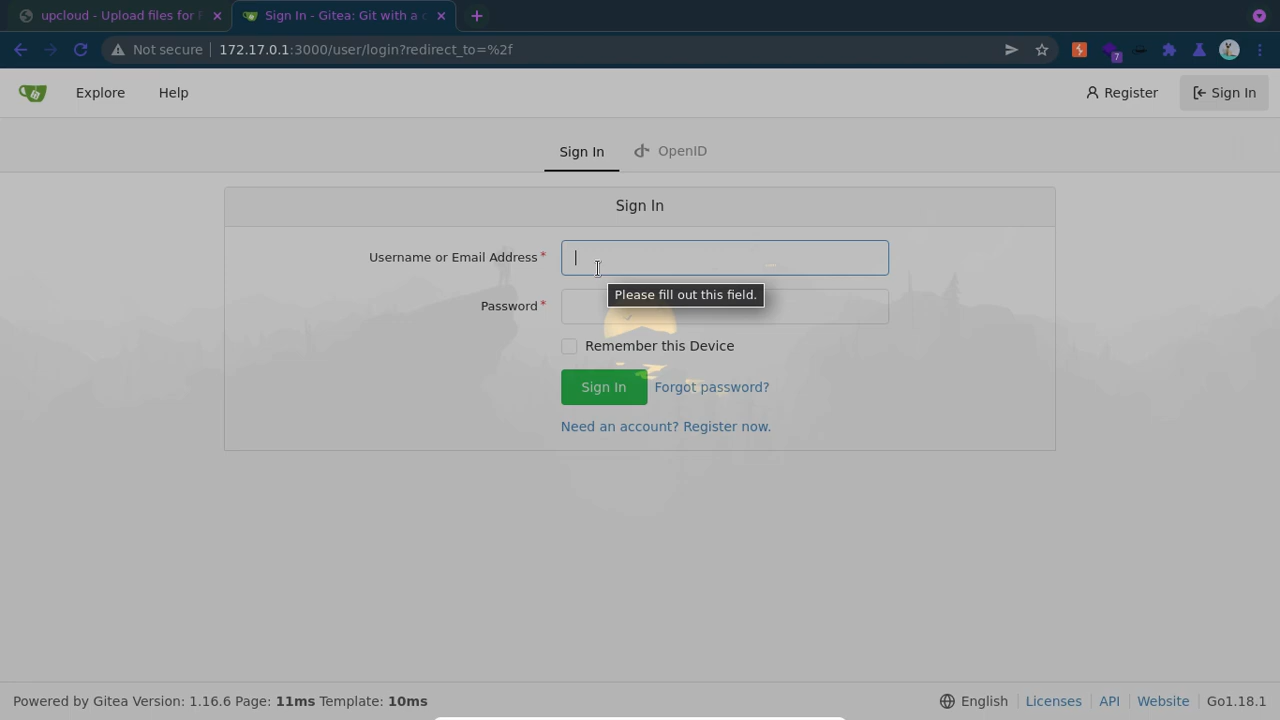 upcloud - Upload files for
Sign In - Gitea: Git with a c
Not secure
172.17.0.1:3000/user/login?redirect_to=%2f
7
Explore
Help
Register
Sign In
Sign In
OpenID
Sign In
Username or Email Address *
Please fill out this field.
Password *
Remember this Device
Sign In
Forgot password?
Need an account? Register now.
Powered by Gitea Version: 1.16.6 Page: 11ms Template: 10ms
English
Licenses
API
Website
Go1.18.1